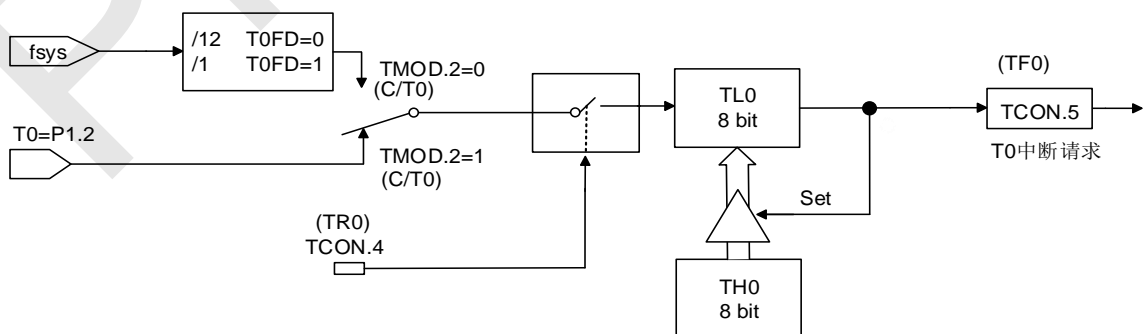 fsys
/12 T0FD=0
/1 T0FD=1
TMOD.2=0
(C/T0)
T0=P1.2
TMOD.2=1
(C/T0)
(TR0)
TCON.4
TL0
8 bit
Set
TH0
8 bit
(TF0)
TCON.5
T0中断请求